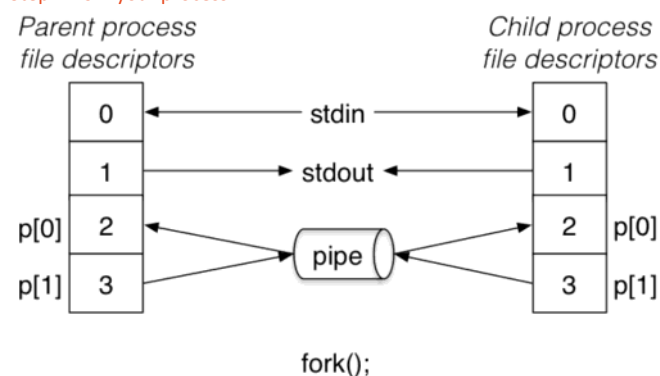 Parent process
file descriptors
Child process
file descriptors
0
stdin
0
1
stdout
1
p[0]
2
pipe
2
p[0]
p[1]
3
3
p[1]
fork();